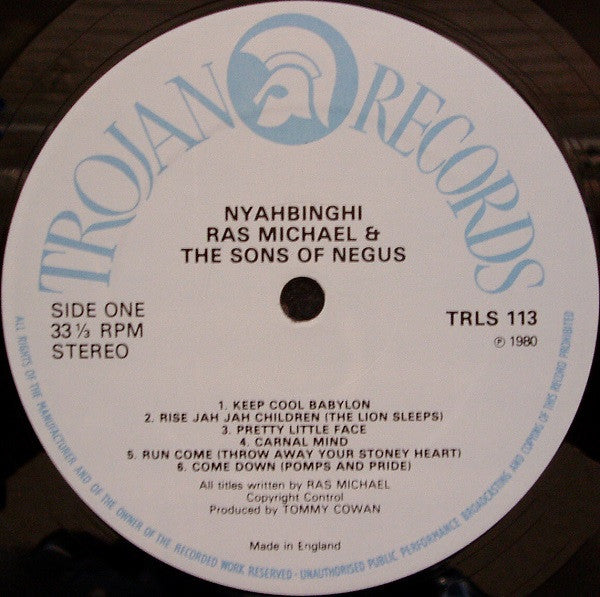 TROJAN RECORDS
NYAHBINGHI
RAS MICHAEL &
THE SONS OF NEGUS
SIDE ONE
33⅓ RPM
STEREO
TRLS 113
℗ 1980
1. KEEP COOL BABYLON
2. RISE JAH JAH CHILDREN (THE LION SLEEPS)
3. PRETTY LITTLE FACE
4. CARNAL MIND
5. RUN COME (THROW AWAY YOUR STONEY HEART)
6. COME DOWN (POMPS AND PRIDE)
All titles written by RAS MICHAEL
Copyright Control
Produced by TOMMY COWAN
Made in England
ALL RIGHTS OF THE MANUFACTURER AND OF THE OWNER OF THE RECORDED WORK RESERVED · UNAUTHORISED PUBLIC PERFORMANCE BROADCASTING AND COPYING OF THIS RECORD PROHIBITED